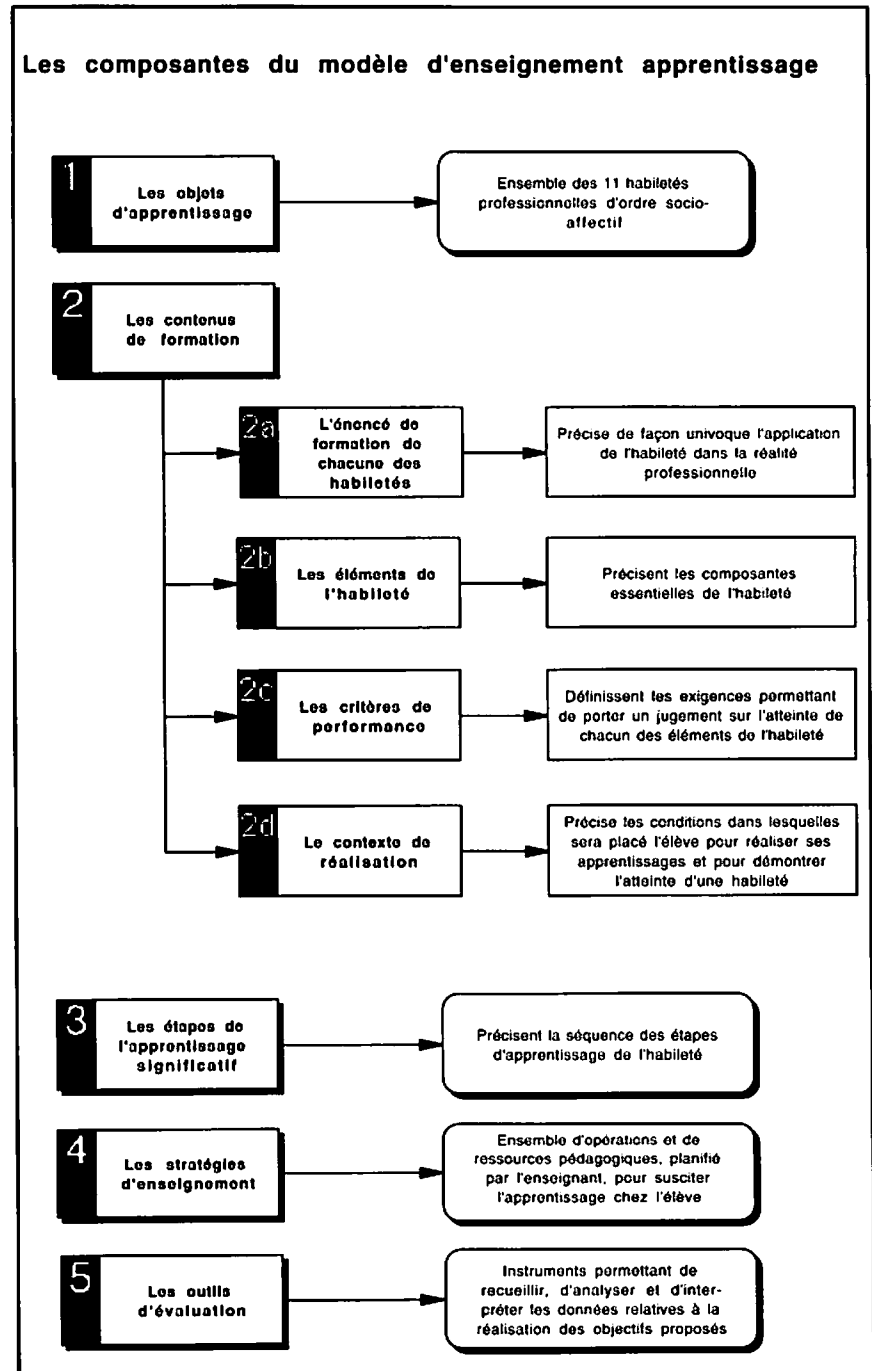 Les composantes du modèle d'enseignement apprentissage
1
Les objets
d'apprentissage
Ensemble des 11 habiletés
professionnelles d'ordre socio-
affectif
2
Les contenus
de formation
2a
L'énoncé de
formation de
chacune des
habiletés
Précise de façon univoque l'application
de l'habileté dans la réalité
professionnelle
2b
Les éléments de
l'habileté
Précisent les composantes
essentielles de l'habileté
2c
Les critères de
performance
Définissent les exigences permettant
de porter un jugement sur l'atteinte de
chacun des éléments de l'habileté
2d
Le contexte de
réalisation
Précise les conditions dans lesquelles
sera placé l'élève pour réaliser ses
apprentissages et pour démontrer
l'atteinte d'une habileté
3
Les étapes de
l'apprentissage
significatif
Précisent la séquence des étapes
d'apprentissage de l'habileté
4
Les stratégies
d'enseignement
Ensemble d'opérations et de
ressources pédagogiques, planifié
par l'enseignant, pour susciter
l'apprentissage chez l'élève
5
Les outils
d'évaluation
Instruments permettant de
recueillir, d'analyser et d'inter-
préter les données relatives à la
réalisation des objectifs proposés